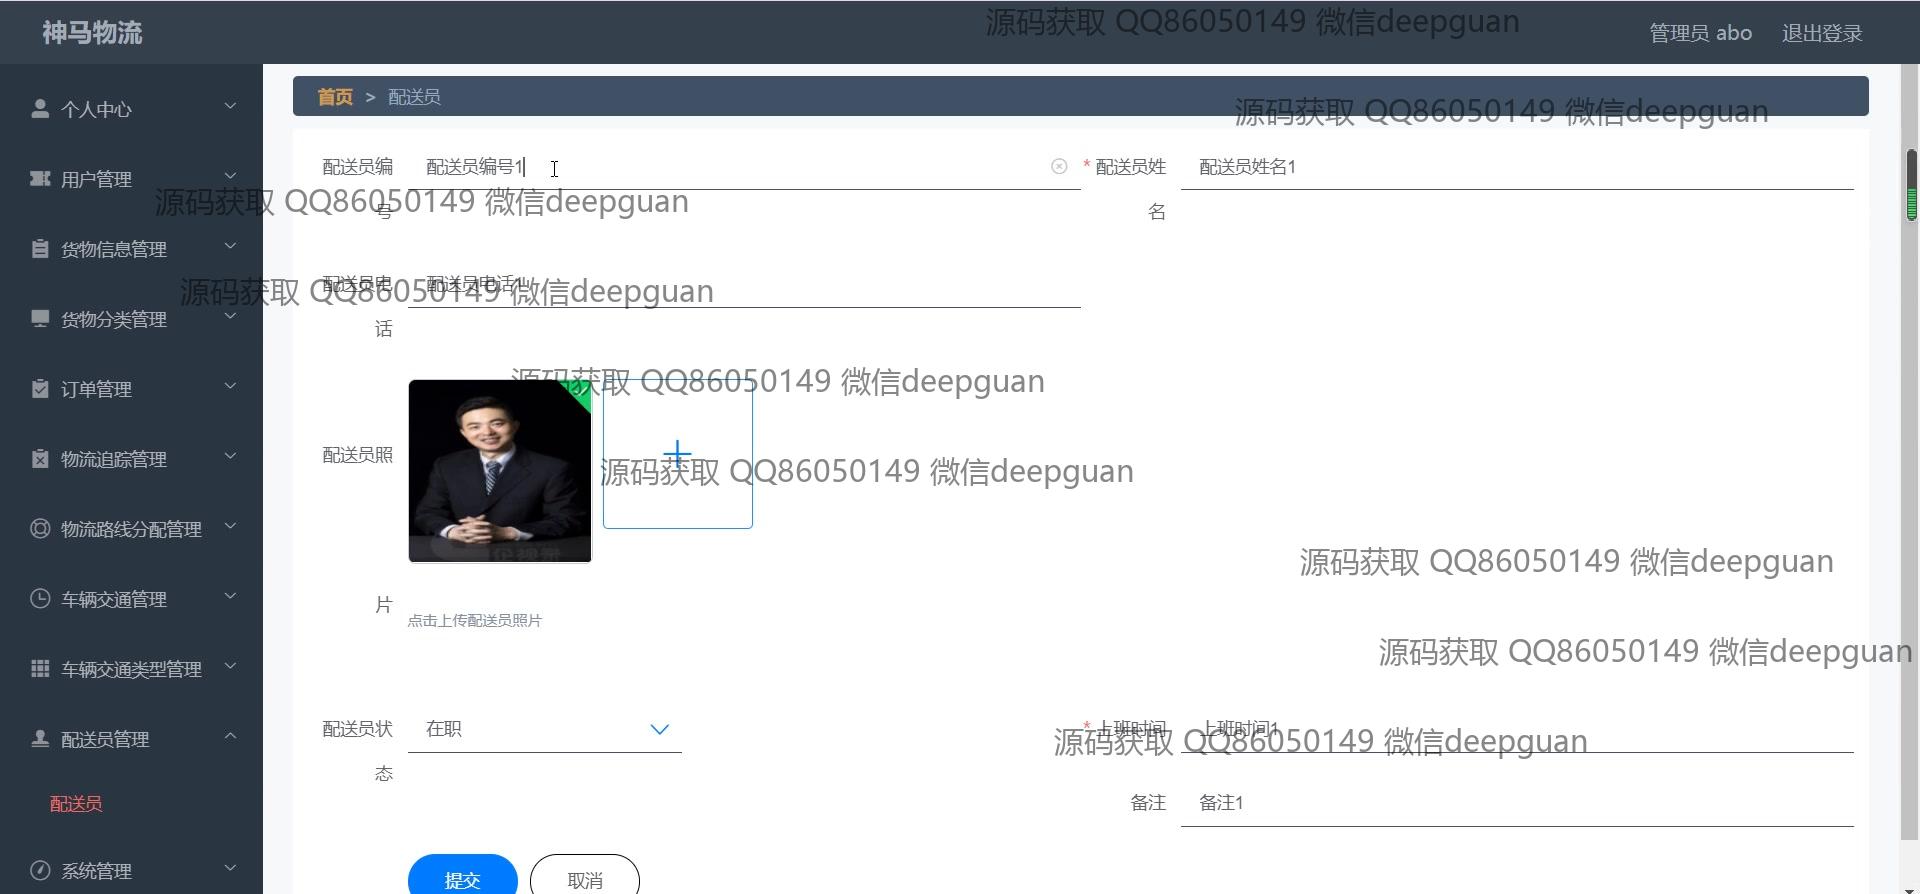 神马物流
源码获取 QQ86050149 微信deepguan
管理员 abo
退出登录
首页 > 配送员
源码获取 QQ86050149 微信deepguan
个人中心
用户管理
货物信息管理
货物分类管理
订单管理
物流追踪管理
物流路线分配管理
车辆交通管理
车辆交通类型管理
配送员管理
配送员
系统管理
配送员编号
配送员编号1
* 配送员姓名
配送员姓名1
源码获取 QQ86050149 微信deepguan
配送员电话
配送员电话1
源码获取 QQ86050149 微信deepguan
源码获取 QQ86050149 微信deepguan
配送员照片
源码获取 QQ86050149 微信deepguan
点击上传配送员照片
源码获取 QQ86050149 微信deepguan
源码获取 QQ86050149 微信deepguan
配送员状态
在职
* 上班时间
上班时间1
源码获取 QQ86050149 微信deepguan
备注
备注1
提交
取消